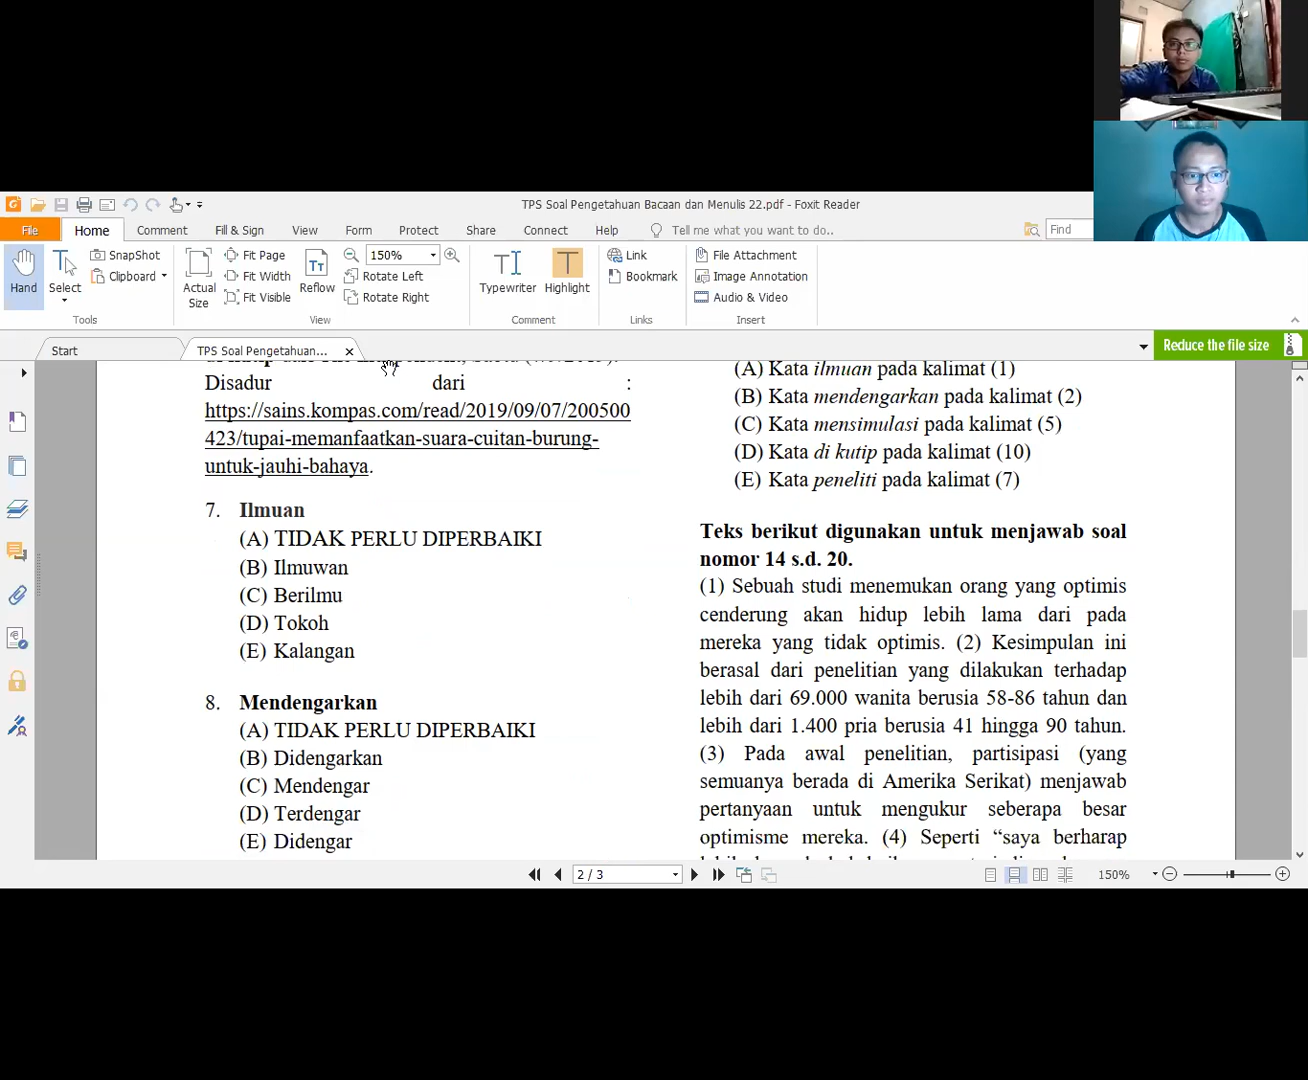 TPS Soal Pengetahuan Bacaan dan Menulis 22.pdf - Foxit Reader
File
Home
Comment
Fill & Sign
View
Form
Protect
Share
Connect
Help
Tell me what you want to do..
Find
Hand
Select
SnapShot
Clipboard
Tools
Actual
Size
Fit Page
Fit Width
Fit Visible
Reflow
150%
Rotate Left
Rotate Right
View
Typewriter
Highlight
Comment
Link
Bookmark
Links
File Attachment
Image Annotation
Audio & Video
Insert
Start
TPS Soal Pengetahuan...
Reduce the file size
Disadur dari :
https://sains.kompas.com/read/2019/09/07/200500
423/tupai-memanfaatkan-suara-cuitan-burung-
untuk-jauhi-bahaya.
7. Ilmuan
(A) TIDAK PERLU DIPERBAIKI
(B) Ilmuwan
(C) Berilmu
(D) Tokoh
(E) Kalangan
8. Mendengarkan
(A) TIDAK PERLU DIPERBAIKI
(B) Didengarkan
(C) Mendengar
(D) Terdengar
(E) Didengar
(A) Kata ilmuan pada kalimat (1)
(B) Kata mendengarkan pada kalimat (2)
(C) Kata mensimulasi pada kalimat (5)
(D) Kata di kutip pada kalimat (10)
(E) Kata peneliti pada kalimat (7)
Teks berikut digunakan untuk menjawab soal
nomor 14 s.d. 20.
(1) Sebuah studi menemukan orang yang optimis
cenderung akan hidup lebih lama dari pada
mereka yang tidak optimis. (2) Kesimpulan ini
berasal dari penelitian yang dilakukan terhadap
lebih dari 69.000 wanita berusia 58-86 tahun dan
lebih dari 1.400 pria berusia 41 hingga 90 tahun.
(3) Pada awal penelitian, partisipasi (yang
semuanya berada di Amerika Serikat) menjawab
pertanyaan untuk mengukur seberapa besar
optimisme mereka. (4) Seperti “saya berharap
2 / 3
150%